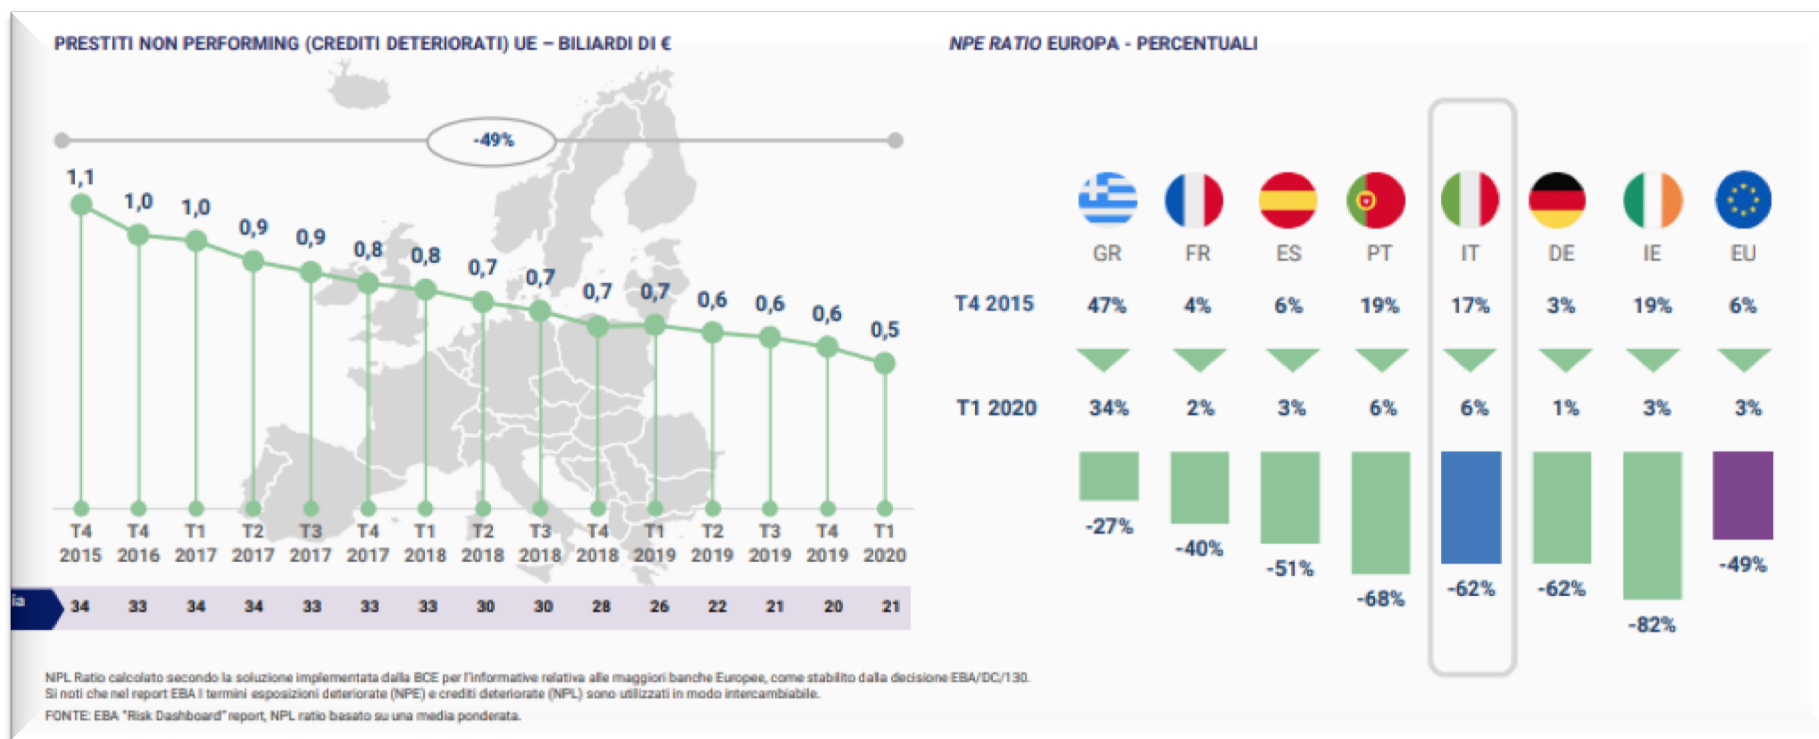 PRESTITI NON PERFORMING (CREDITI DETERIORATI) UE – BILIARDI DI €
-49%
1,1 1,0 1,0 0,9 0,9 0,8 0,8 0,7 0,7 0,7 0,7 0,6 0,6 0,6 0,5
T4 T4 T1 T2 T3 T4 T1 T2 T3 T4 T1 T2 T3 T4 T1
2015 2016 2017 2017 2017 2017 2018 2018 2018 2018 2019 2019 2019 2019 2020
ia 34 33 34 34 33 33 33 30 30 28 26 22 21 20 21
NPE RATIO EUROPA - PERCENTUALI
GR FR ES PT IT DE IE EU
T4 2015 47% 4% 6% 19% 17% 3% 19% 6%
T1 2020 34% 2% 3% 6% 6% 1% 3% 3%
-27% -40% -51% -68% -62% -62% -82% -49%
NPL Ratio calcolato secondo la soluzione implementata dalla BCE per l'informative relativa alle maggiori banche Europee, come stabilito dalla decisione EBA/DC/130.
Si noti che nel report EBA I termini esposizioni deteriorate (NPE) e crediti deteriorate (NPL) sono utilizzati in modo intercambiabile.
FONTE: EBA "Risk Dashboard" report, NPL ratio basato su una media ponderata.